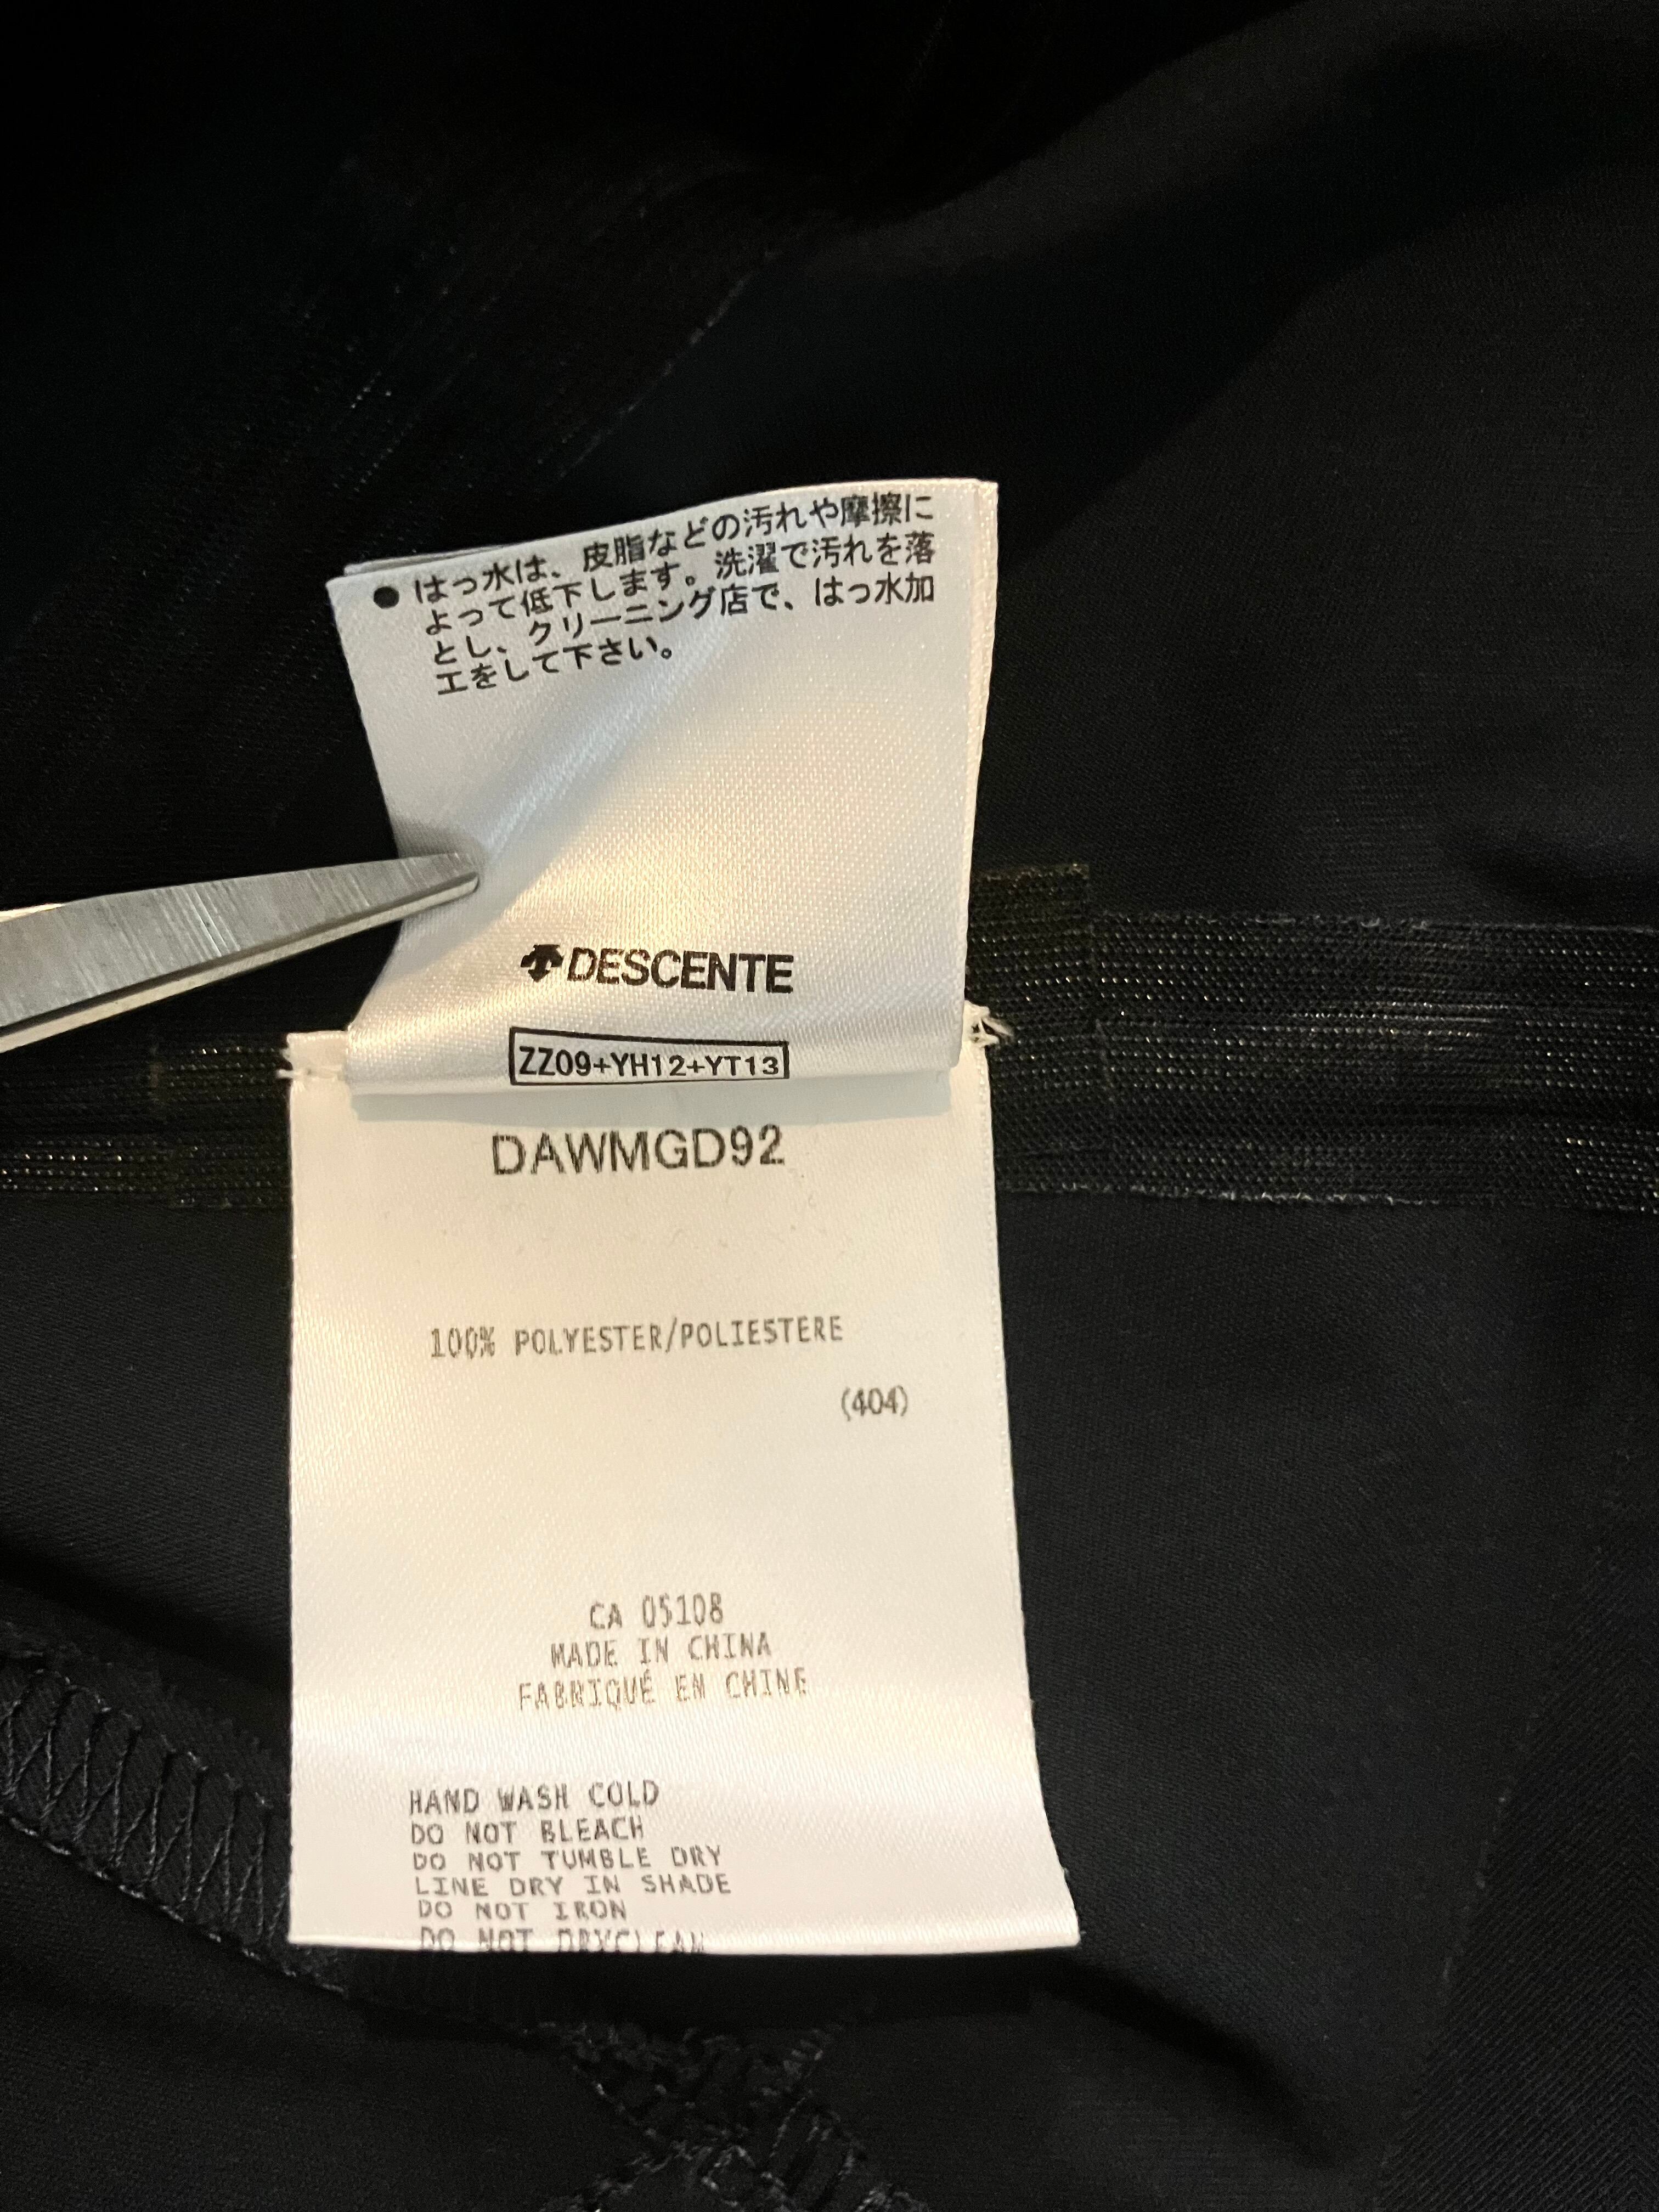 ● はっ水は、皮脂などの汚れや摩擦に
よって低下します。洗濯で汚れを落
とし、クリーニング店で、はっ水加
工をして下さい。
DESCENTE
ZZ09+YH12+YT13
DAWMGD92
100% POLYESTER/POLIESTERE
(404)
CA 05108
MADE IN CHINA
FABRIQUÉ EN CHINE
HAND WASH COLD
DO NOT BLEACH
DO NOT TUMBLE DRY
LINE DRY IN SHADE
DO NOT IRON
DO NOT DRYCLEAN